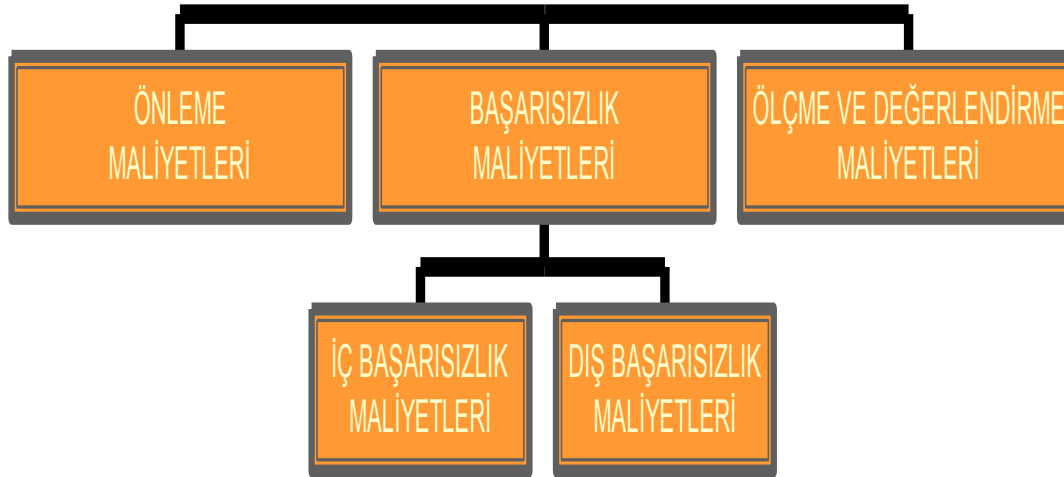 ÖNLEME
MALİYETLERİ
BAŞARISIZLIK
MALİYETLERİ
ÖLÇME VE DEĞERLENDİRME
MALİYETLERİ
İÇ BAŞARISIZLIK
MALİYETLERİ
DIŞ BAŞARISIZLIK
MALİYETLERİ